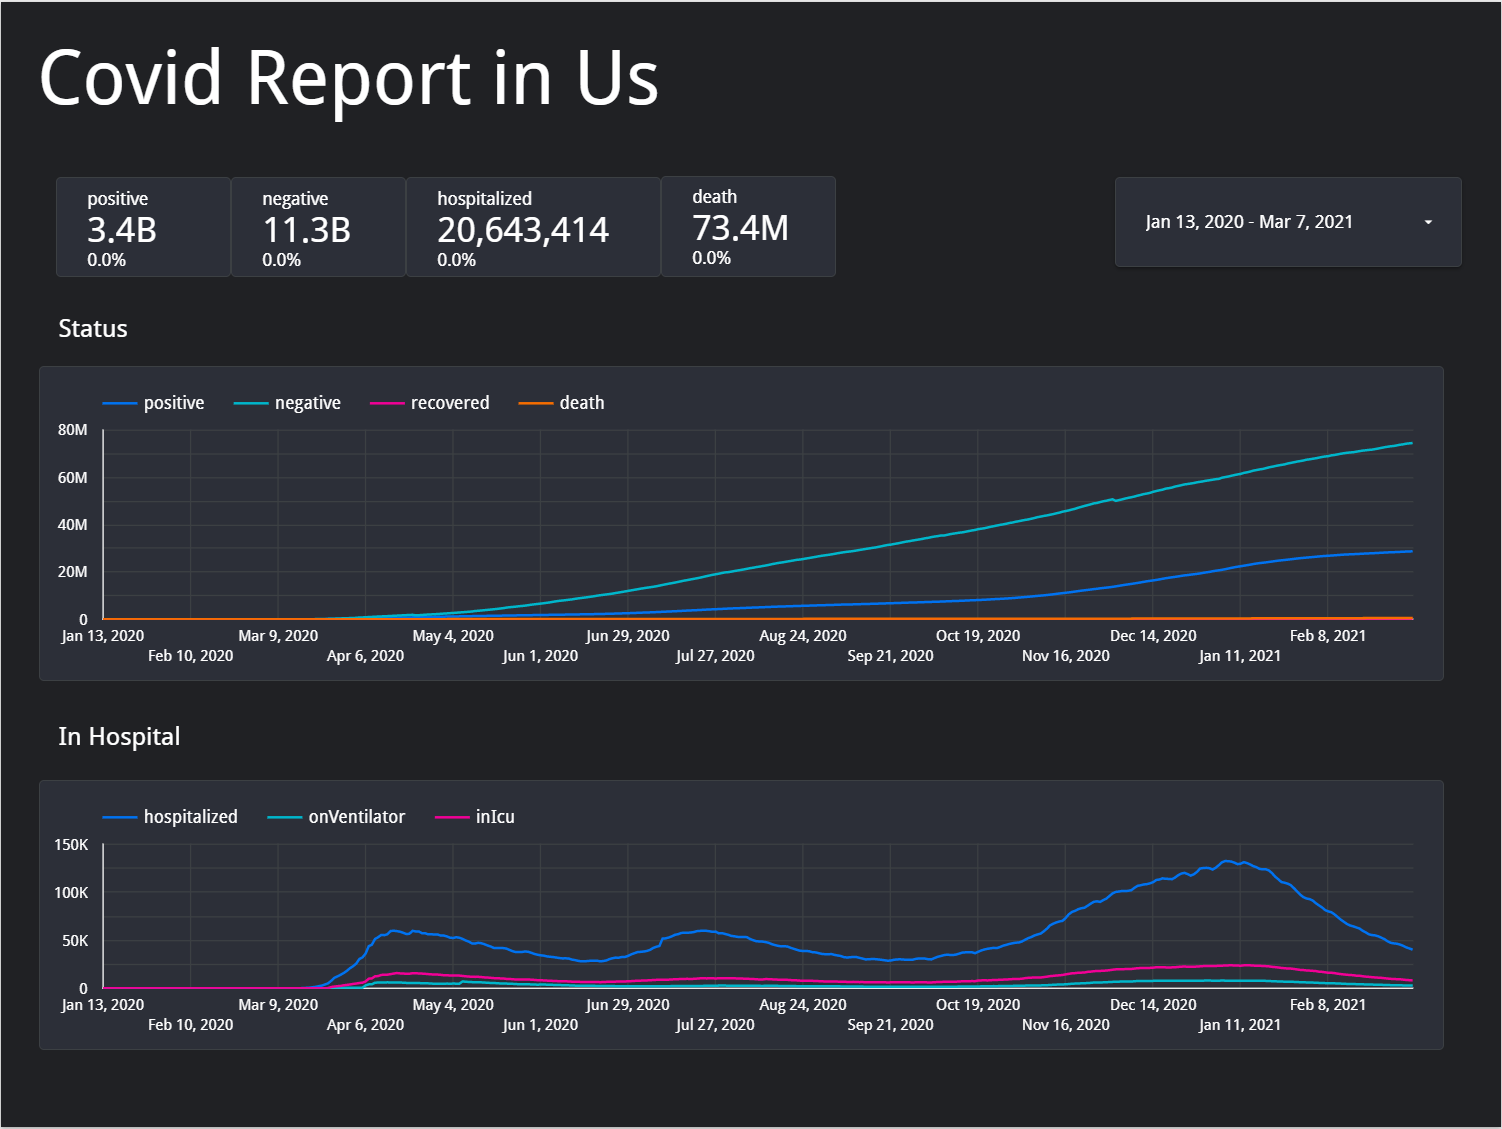 Covid Report in Us
positive
3.4B
0.0%
negative
11.3B
0.0%
hospitalized
20,643,414
0.0%
death
73.4M
0.0%
Jan 13, 2020 - Mar 7, 2021
Status
positive negative recovered death
80M
60M
40M
20M
0
Jan 13, 2020 Mar 9, 2020 May 4, 2020 Jun 29, 2020 Aug 24, 2020 Oct 19, 2020 Dec 14, 2020 Feb 8, 2021
Feb 10, 2020 Apr 6, 2020 Jun 1, 2020 Jul 27, 2020 Sep 21, 2020 Nov 16, 2020 Jan 11, 2021
In Hospital
hospitalized onVentilator inIcu
150K
100K
50K
0
Jan 13, 2020 Mar 9, 2020 May 4, 2020 Jun 29, 2020 Aug 24, 2020 Oct 19, 2020 Dec 14, 2020 Feb 8, 2021
Feb 10, 2020 Apr 6, 2020 Jun 1, 2020 Jul 27, 2020 Sep 21, 2020 Nov 16, 2020 Jan 11, 2021